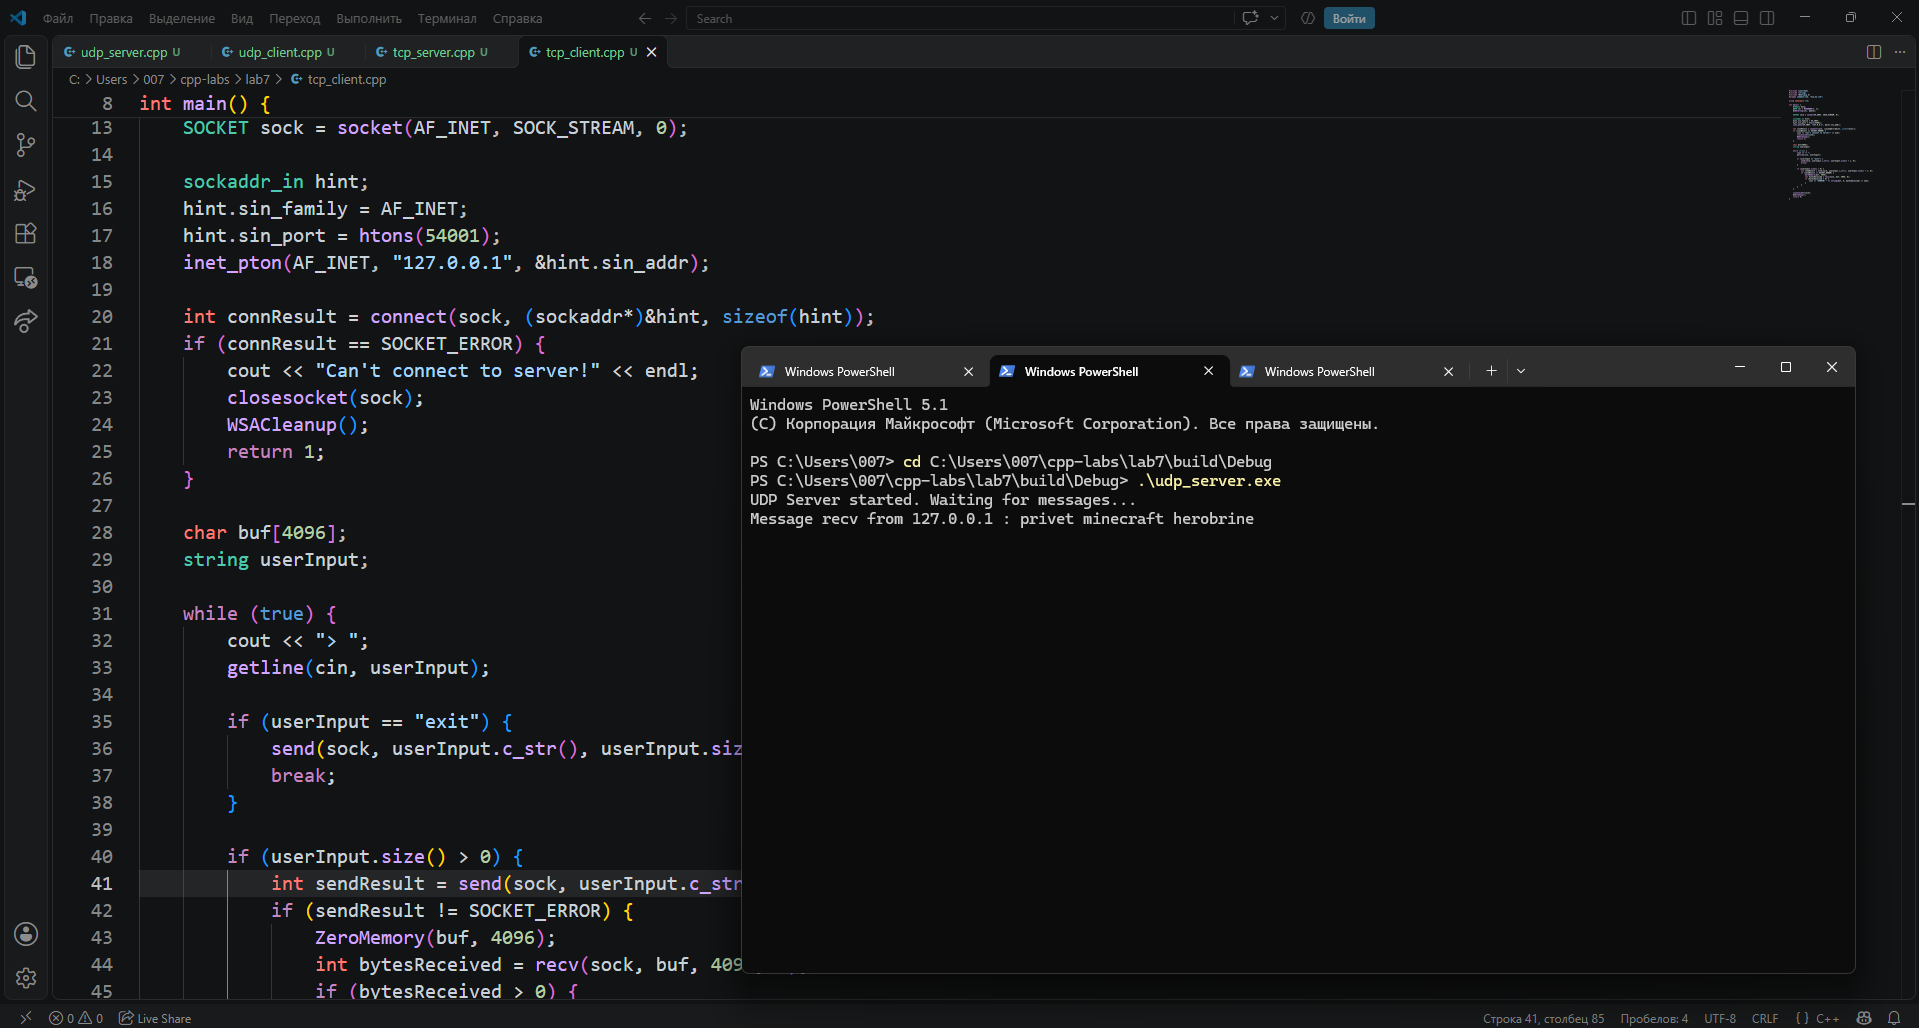 Файл Правка Выделение Вид Переход Выполнить Терминал Справка Search Войти
udp_server.cpp U udp_client.cpp U tcp_server.cpp U tcp_client.cpp U
C: > Users > 007 > cpp-labs > lab7 > tcp_client.cpp
8 int main() {
13 SOCKET sock = socket(AF_INET, SOCK_STREAM, 0);
14
15 sockaddr_in hint;
16 hint.sin_family = AF_INET;
17 hint.sin_port = htons(54001);
18 inet_pton(AF_INET, "127.0.0.1", &hint.sin_addr);
19
20 int connResult = connect(sock, (sockaddr*)&hint, sizeof(hint));
21 if (connResult == SOCKET_ERROR) {
22 cout << "Can't connect to server!" << endl;
23 closesocket(sock);
24 WSACleanup();
25 return 1;
26 }
27
28 char buf[4096];
29 string userInput;
30
31 while (true) {
32 cout << "> ";
33 getline(cin, userInput);
34
35 if (userInput == "exit") {
36 send(sock, userInput.c_str(), userInput.siz
37 break;
38 }
39
40 if (userInput.size() > 0) {
41 int sendResult = send(sock, userInput.c_str
42 if (sendResult != SOCKET_ERROR) {
43 ZeroMemory(buf, 4096);
44 int bytesReceived = recv(sock, buf, 409
45 if (bytesReceived > 0) {
Windows PowerShell Windows PowerShell Windows PowerShell
Windows PowerShell 5.1
(C) Корпорация Майкрософт (Microsoft Corporation). Все права защищены.
PS C:\Users\007> cd C:\Users\007\cpp-labs\lab7\build\Debug
PS C:\Users\007\cpp-labs\lab7\build\Debug> .\udp_server.exe
UDP Server started. Waiting for messages...
Message recv from 127.0.0.1 : privet minecraft herobrine
0 0 Live Share Строка 41, столбец 85 Пробелов: 4 UTF-8 CRLF {} C++